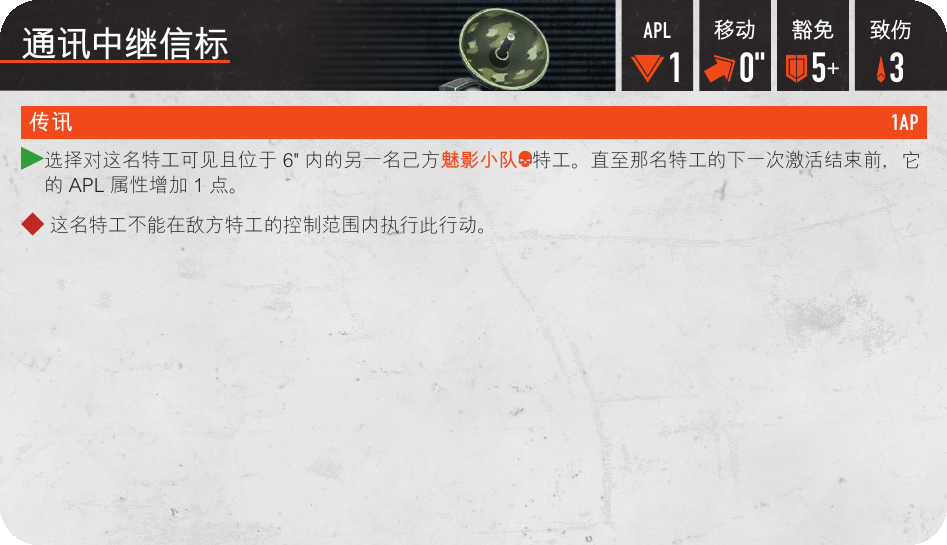 通讯中继信标
APL
1
移动
0"
豁免
5+
致伤
3
传讯
1AP
选择对这名特工可见且位于 6" 内的另一名己方魅影小队特工。直至那名特工的下一次激活结束前，它
的 APL 属性增加 1 点。
这名特工不能在敌方特工的控制范围内执行此行动。